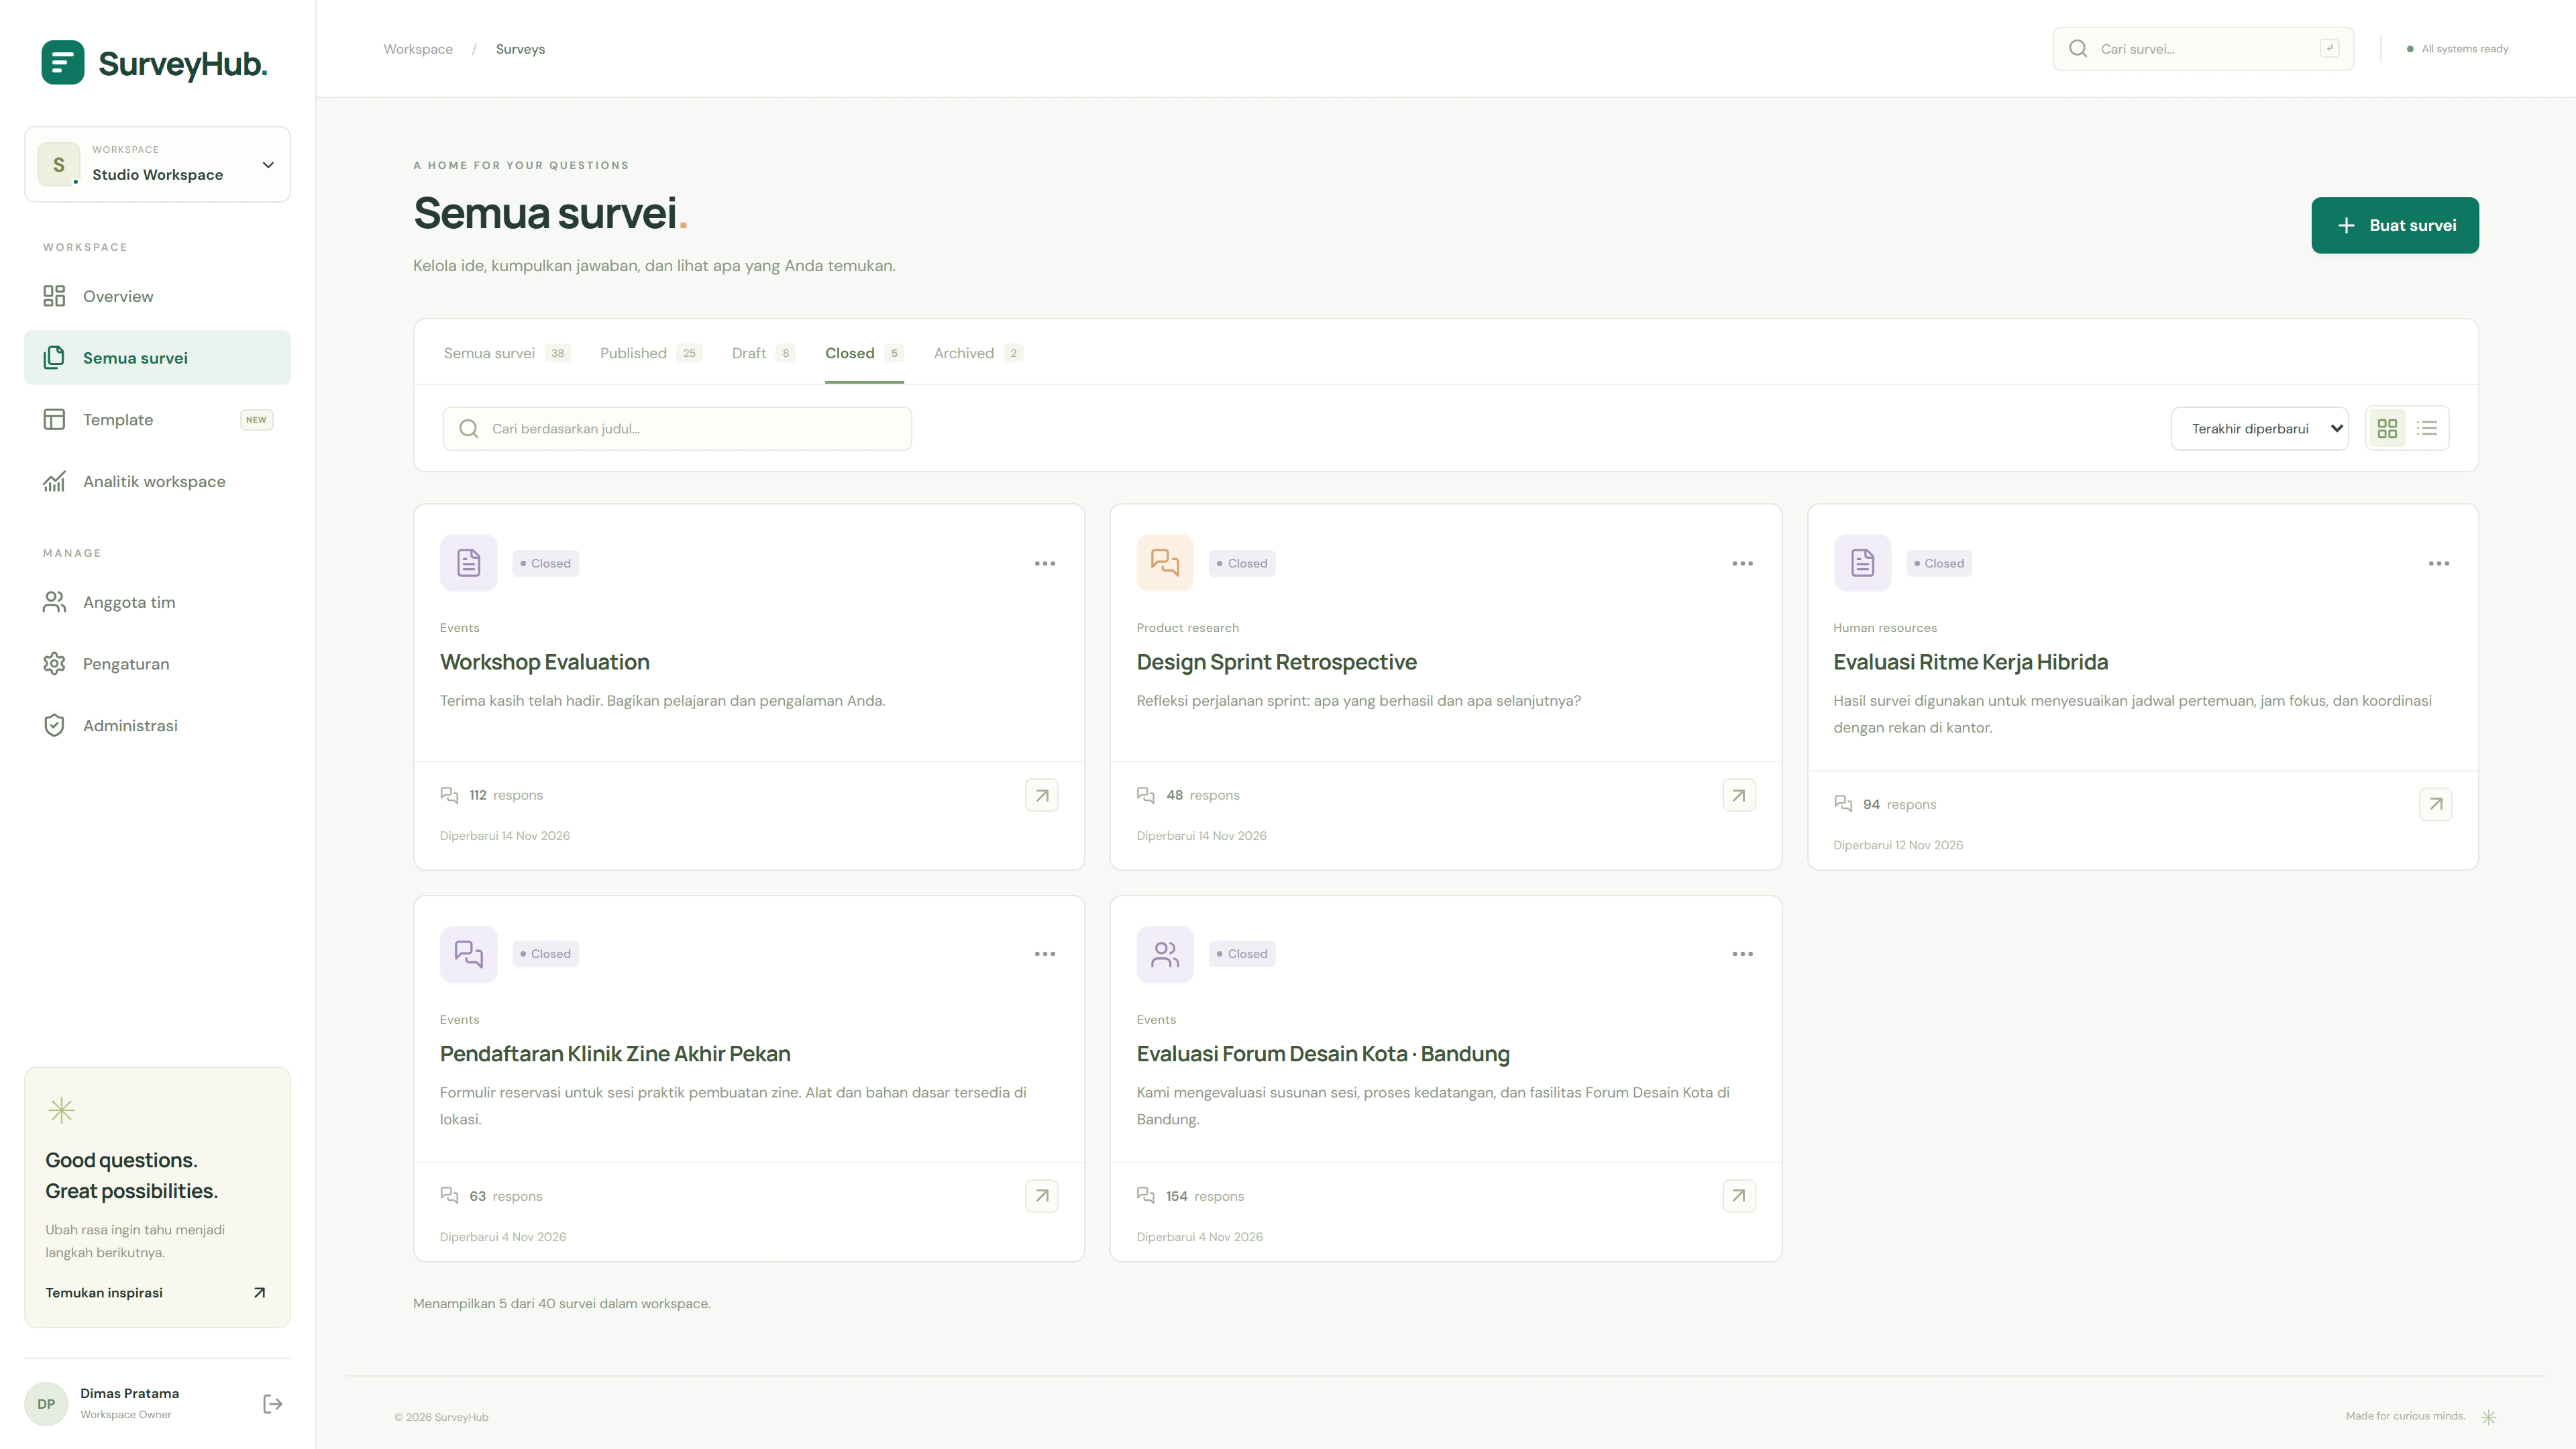 SurveyHub.
S
WORKSPACE
Studio Workspace
WORKSPACE
Overview
Semua survei
Template
NEW
Analitik workspace
MANAGE
Anggota tim
Pengaturan
Administrasi
Good questions.
Great possibilities.
Ubah rasa ingin tahu menjadi
langkah berikutnya.
Temukan inspirasi
DP
Dimas Pratama
Workspace Owner
Workspace / Surveys
Cari survei...
All systems ready
A HOME FOR YOUR QUESTIONS
Semua survei.
Kelola ide, kumpulkan jawaban, dan lihat apa yang Anda temukan.
Buat survei
Semua survei 38 Published 25 Draft 8 Closed 5 Archived 2
Cari berdasarkan judul...
Terakhir diperbarui
Closed
Events
Workshop Evaluation
Terima kasih telah hadir. Bagikan pelajaran dan pengalaman Anda.
112 respons
Diperbarui 14 Nov 2026
Closed
Product research
Design Sprint Retrospective
Refleksi perjalanan sprint: apa yang berhasil dan apa selanjutnya?
48 respons
Diperbarui 14 Nov 2026
Closed
Human resources
Evaluasi Ritme Kerja Hibrida
Hasil survei digunakan untuk menyesuaikan jadwal pertemuan, jam fokus, dan koordinasi
dengan rekan di kantor.
94 respons
Diperbarui 12 Nov 2026
Closed
Events
Pendaftaran Klinik Zine Akhir Pekan
Formulir reservasi untuk sesi praktik pembuatan zine. Alat dan bahan dasar tersedia di
lokasi.
63 respons
Diperbarui 4 Nov 2026
Closed
Events
Evaluasi Forum Desain Kota · Bandung
Kami mengevaluasi susunan sesi, proses kedatangan, dan fasilitas Forum Desain Kota di
Bandung.
154 respons
Diperbarui 4 Nov 2026
Menampilkan 5 dari 40 survei dalam workspace.
© 2026 SurveyHub
Made for curious minds.